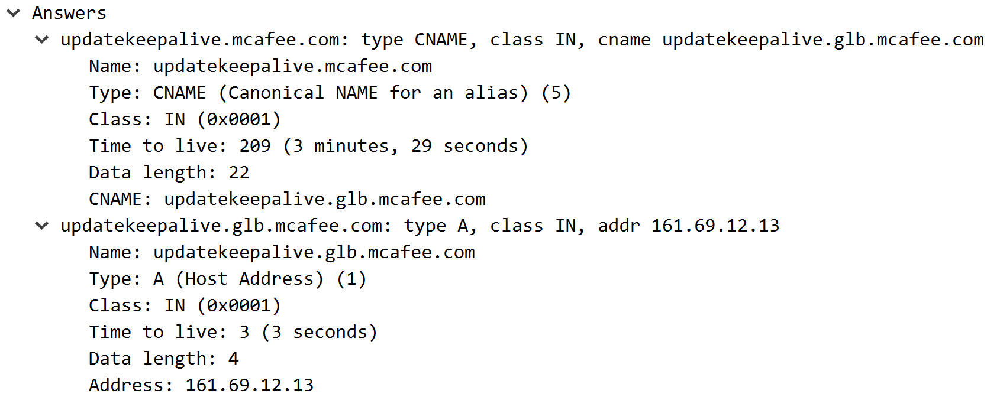 Answers
updatekeepalive.mcafee.com: type CNAME, class IN, cname updatekeepalive.glb.mcafee.com
Name: updatekeepalive.mcafee.com
Type: CNAME (Canonical NAME for an alias) (5)
Class: IN (0x0001)
Time to live: 209 (3 minutes, 29 seconds)
Data length: 22
CNAME: updatekeepalive.glb.mcafee.com
updatekeepalive.glb.mcafee.com: type A, class IN, addr 161.69.12.13
Name: updatekeepalive.glb.mcafee.com
Type: A (Host Address) (1)
Class: IN (0x0001)
Time to live: 3 (3 seconds)
Data length: 4
Address: 161.69.12.13